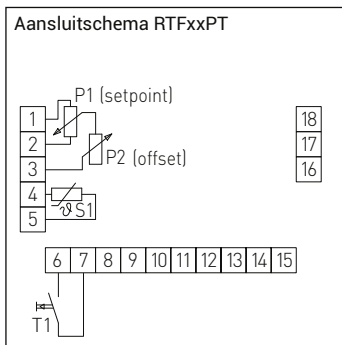 Aansluitschema RTFxxPT
P1 (setpoint)
1
18
2
17
3
P2 (offset)
16
4
ϑ S1
5
6 7 8 9 10 11 12 13 14 15
T1